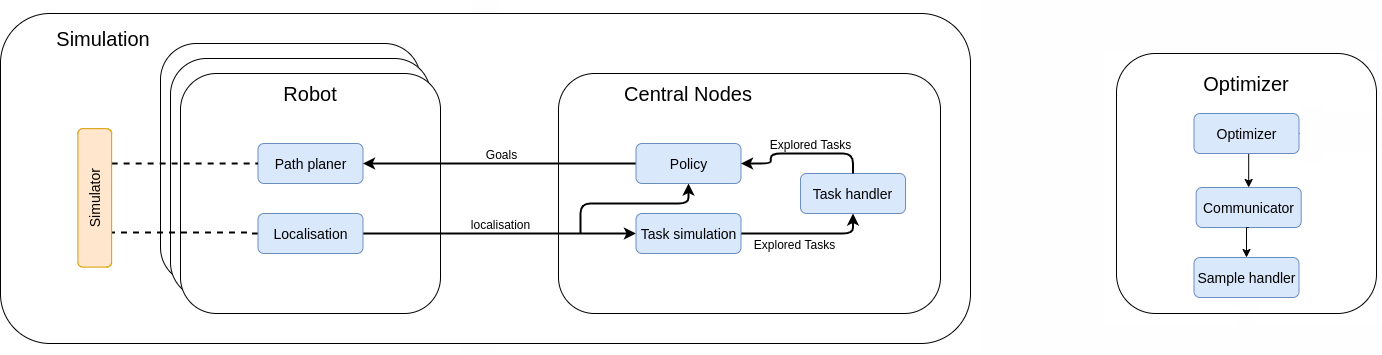 Simulation
Robot
Central Nodes
Optimizer
Simulator
Path planer
Goals
Policy
Explored Tasks
Task handler
Localisation
localisation
Task simulation
Explored Tasks
Optimizer
Communicator
Sample handler